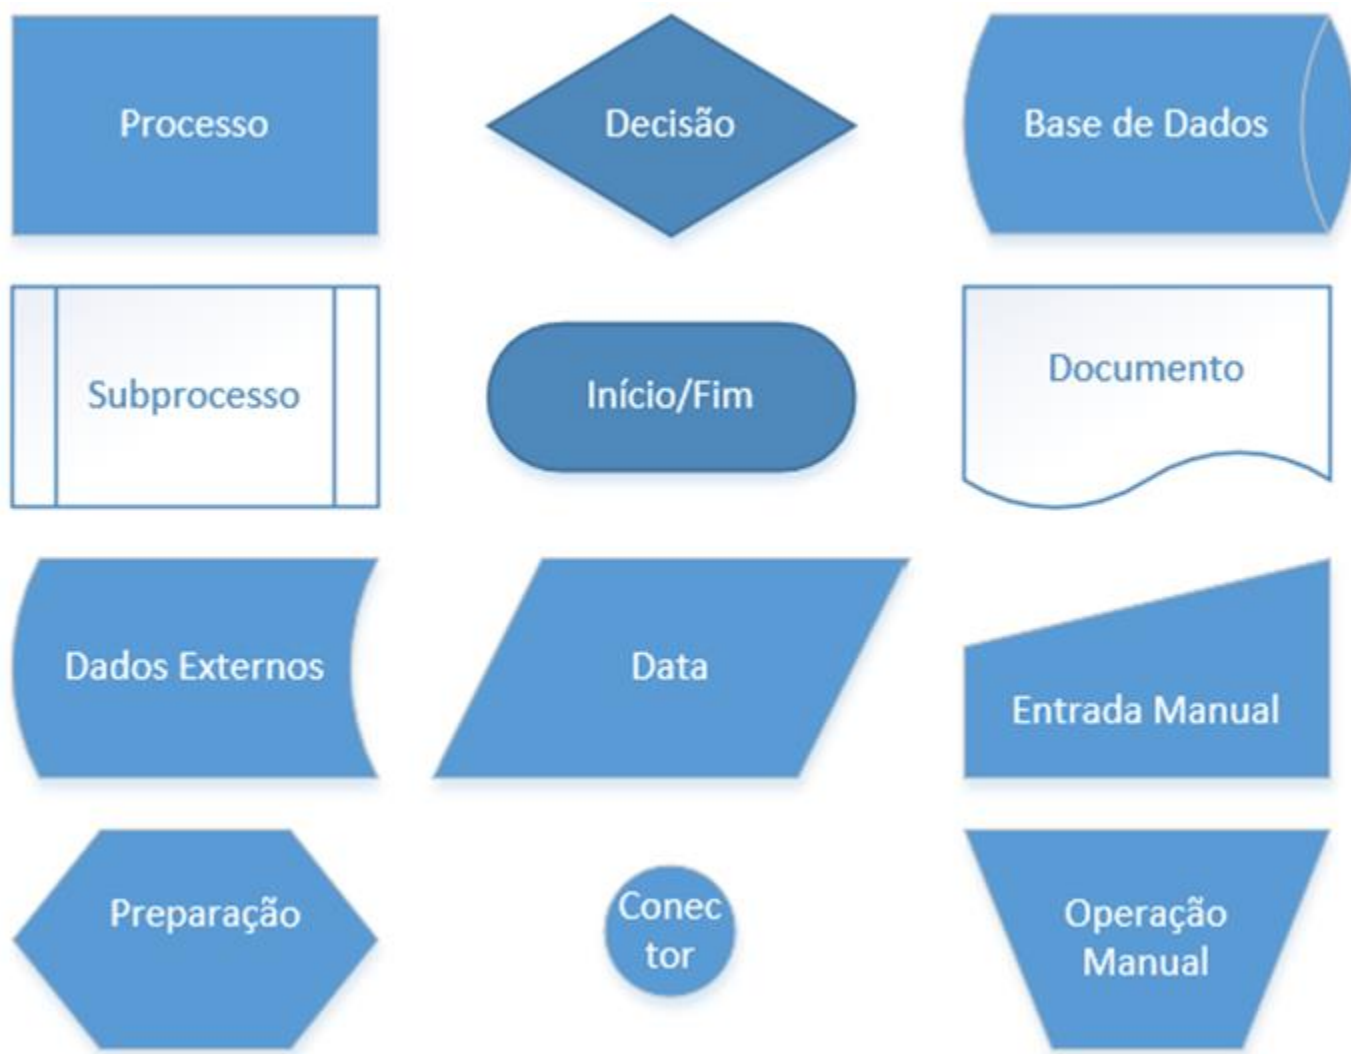 Processo
Decisão
Base de Dados
Subprocesso
Início/Fim
Documento
Dados Externos
Data
Entrada Manual
Preparação
Conec
tor
Operação
Manual